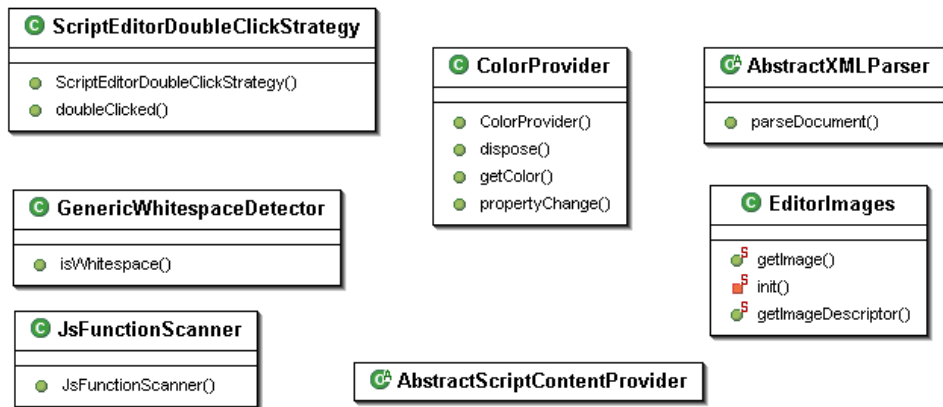 ScriptEditorDoubleClickStrategy
ScriptEditorDoubleClickStrategy()
doubleClicked()
ColorProvider
ColorProvider()
dispose()
getColor()
propertyChange()
AbstractXMLParser
parseDocument()
GenericWhitespaceDetector
isWhitespace()
EditorImages
getImage()
init()
getImageDescriptor()
JsFunctionScanner
JsFunctionScanner()
AbstractScriptContentProvider